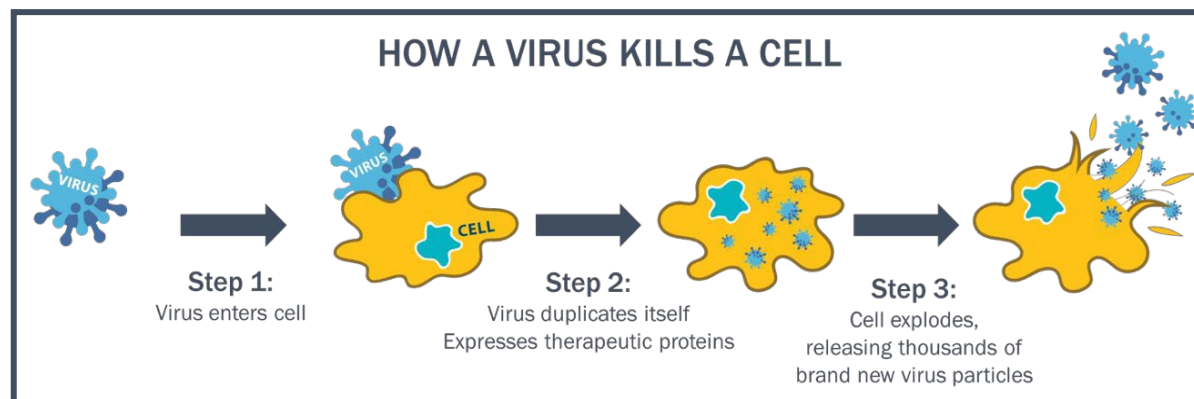 HOW A VIRUS KILLS A CELL
VIRUS
VIRUS
CELL
Step 1:
Virus enters cell
Step 2:
Virus duplicates itself
Expresses therapeutic proteins
Step 3:
Cell explodes,
releasing thousands of
brand new virus particles